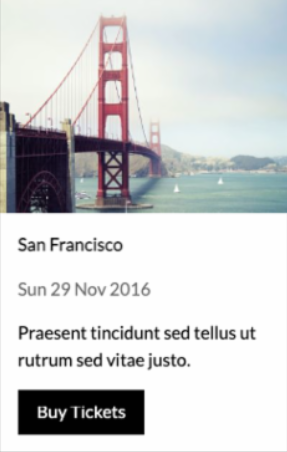 San Francisco
Sun 29 Nov 2016
Praesent tincidunt sed tellus ut
rutrum sed vitae justo.
Buy Tickets